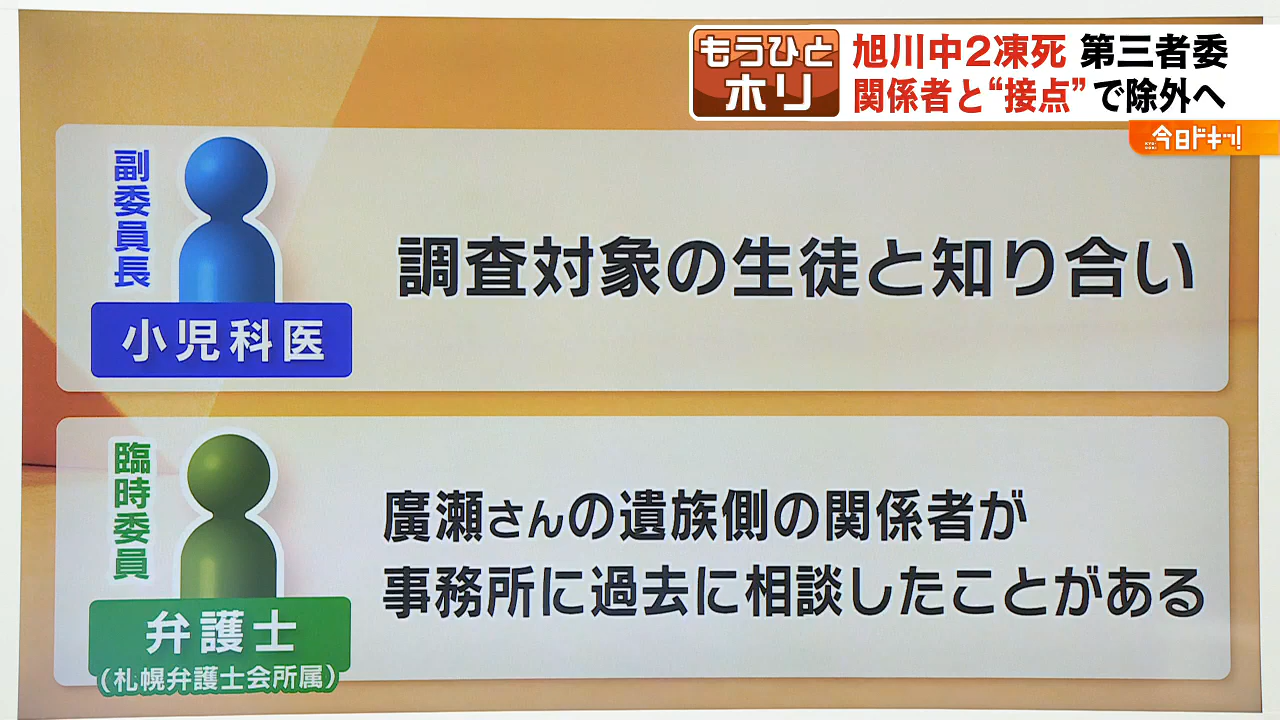 もうひと
ホリ
旭川中2凍死 第三者委
関係者と“接点”で除外へ
今日ドキッ!
副委員長
小児科医
調査対象の生徒と知り合い
臨時委員
弁護士
(札幌弁護士会所属)
廣瀬さんの遺族側の関係者が
事務所に過去に相談したことがある